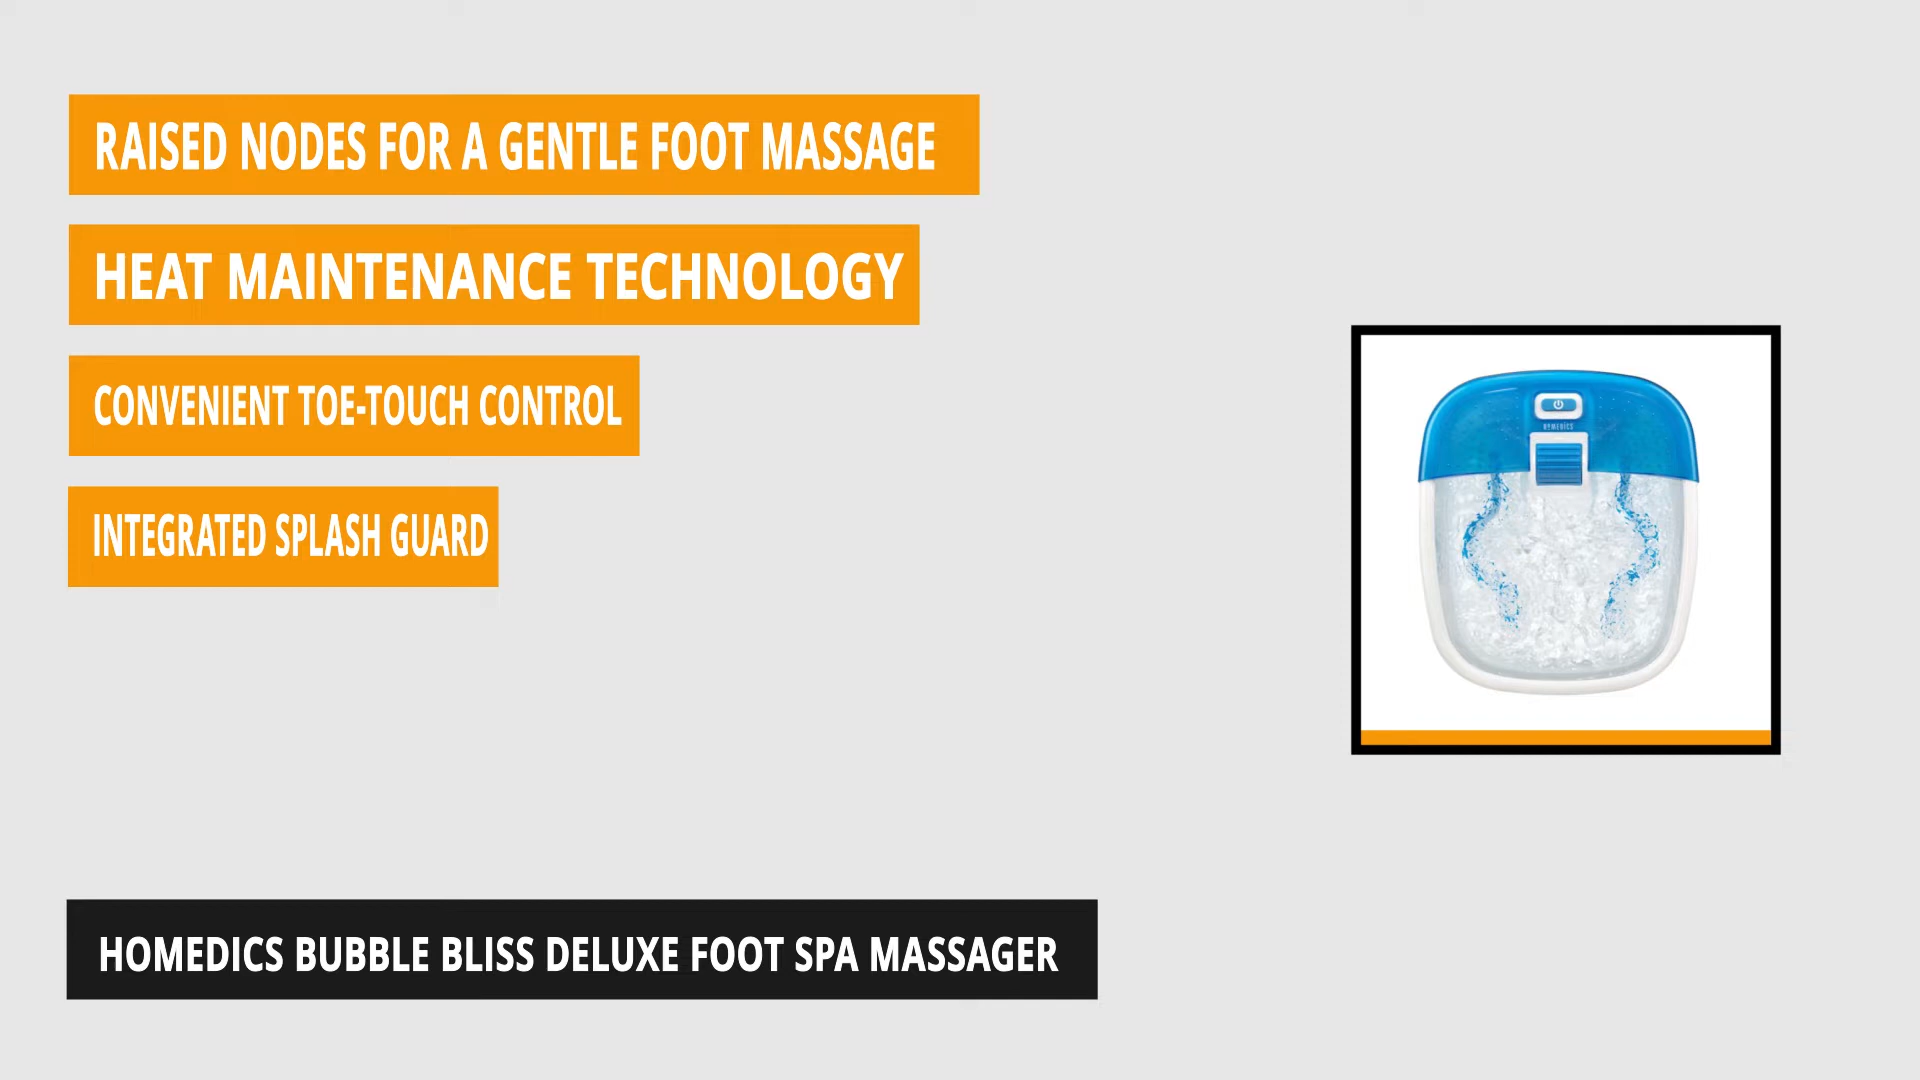 RAISED NODES FOR A GENTLE FOOT MASSAGE
HEAT MAINTENANCE TECHNOLOGY
CONVENIENT TOE-TOUCH CONTROL
INTEGRATED SPLASH GUARD
HOMEDICS
HOMEDICS BUBBLE BLISS DELUXE FOOT SPA MASSAGER